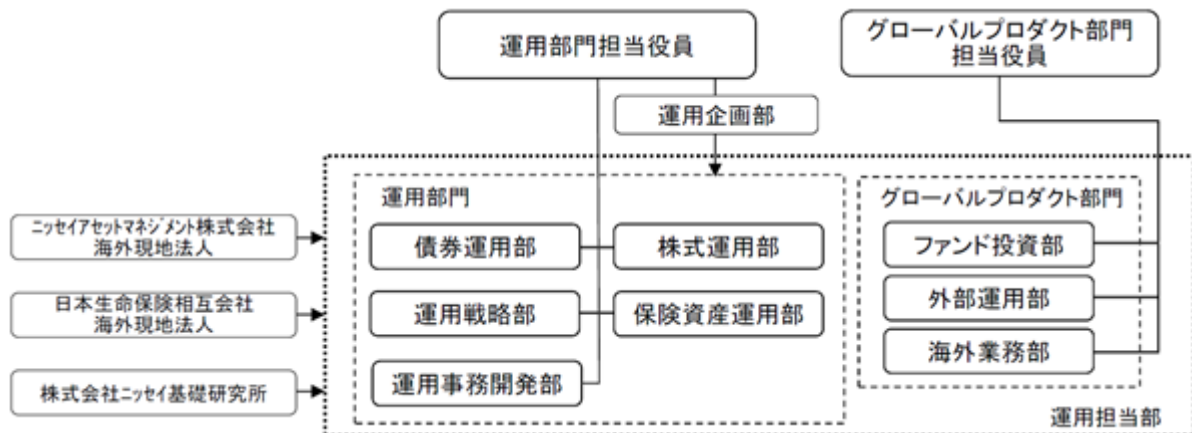 運用部門担当役員
グローバルプロダクト部門
担当役員
運用企画部
運用部門
グローバルプロダクト部門
ニッセイアセットマネジメント株式会社
海外現地法人
債券運用部
株式運用部
ファンド投資部
日本生命保険相互会社
海外現地法人
運用戦略部
保険資産運用部
外部運用部
海外業務部
株式会社ニッセイ基礎研究所
運用事務開発部
運用担当部